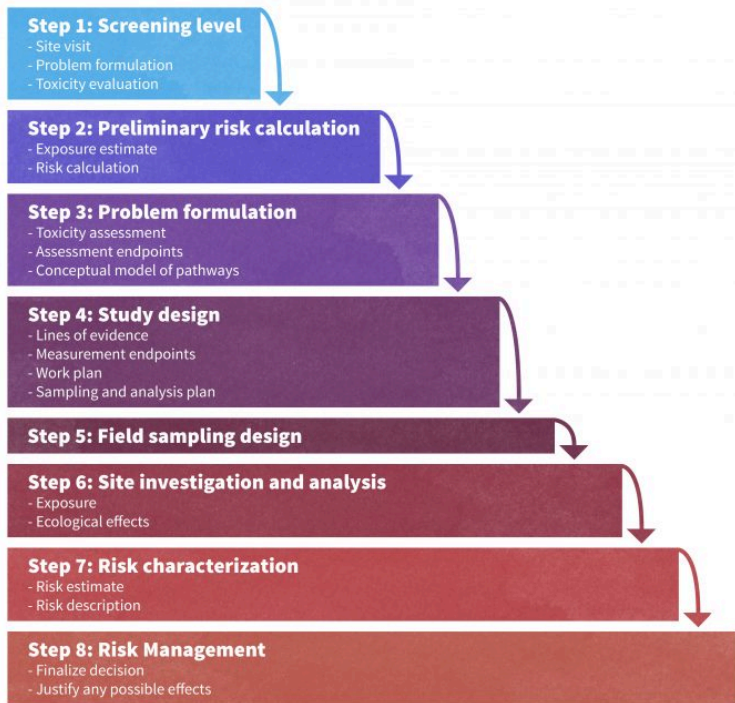 Step 1: Screening level
- Site visit
- Problem formulation
- Toxicity evaluation
Step 2: Preliminary risk calculation
- Exposure estimate
- Risk calculation
Step 3: Problem formulation
- Toxicity assessment
- Assessment endpoints
- Conceptual model of pathways
Step 4: Study design
- Lines of evidence
- Measurement endpoints
- Work plan
- Sampling and analysis plan
Step 5: Field sampling design
Step 6: Site investigation and analysis
- Exposure
- Ecological effects
Step 7: Risk characterization
- Risk estimate
- Risk description
Step 8: Risk Management
- Finalize decision
- Justify any possible effects